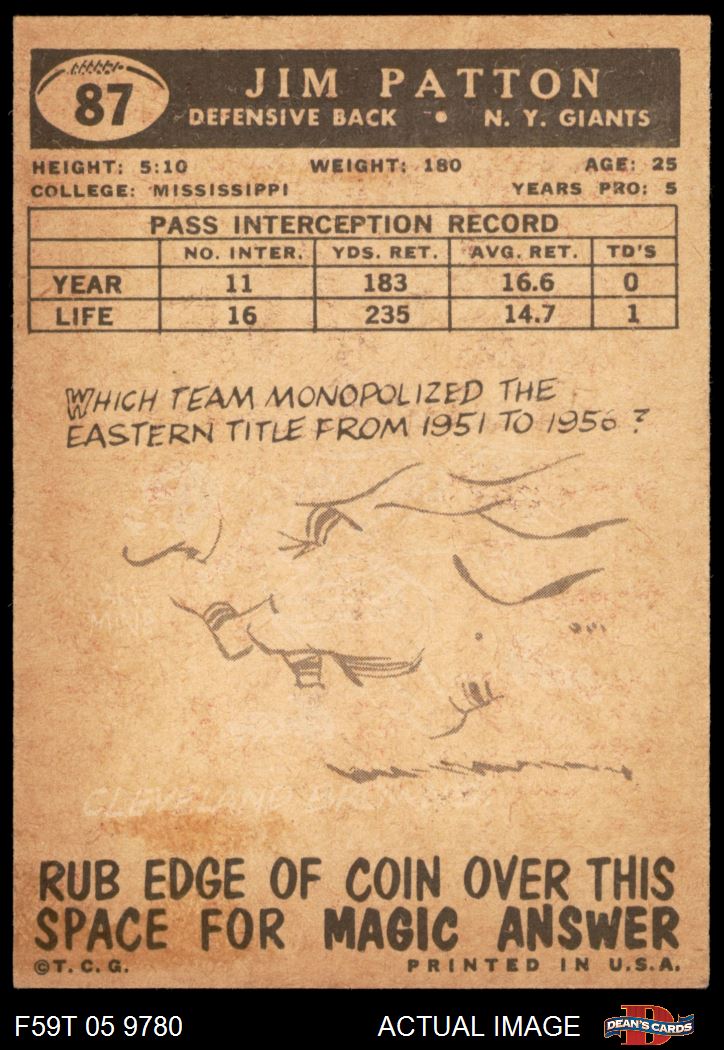 87
JIM PATTON
DEFENSIVE BACK • N. Y. GIANTS
HEIGHT: 5:10 WEIGHT: 180 AGE: 25
COLLEGE: MISSISSIPPI YEARS PRO: 5
PASS INTERCEPTION RECORD
NO. INTER. YDS. RET. AVG. RET. TD'S
YEAR 11 183 16.6 0
LIFE 16 235 14.7 1
WHICH TEAM MONOPOLIZED THE
EASTERN TITLE FROM 1951 TO 1956 ?
CLEVELAND BROWNS.
RUB EDGE OF COIN OVER THIS
SPACE FOR MAGIC ANSWER
© T. C. G. PRINTED IN U.S.A.
F59T 05 9780 ACTUAL IMAGE DEAN'S CARDS